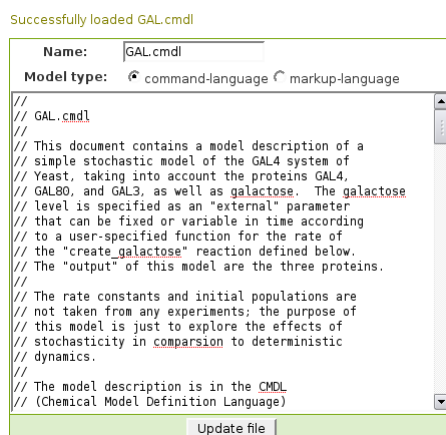 Successfully loaded GAL.cmdl
Name: GAL.cmdl
Model type: command-language markup-language
//
// GAL.cmdl
//
// This document contains a model description of a
// simple stochastic model of the GAL4 system of
// Yeast, taking into account the proteins GAL4,
// GAL80, and GAL3, as well as galactose.  The galactose
// level is specified as an "external" parameter
// that can be fixed or variable in time according
// to a user-specified function for the rate of
// the "create_galactose" reaction defined below.
// The "output" of this model are the three proteins.
//
// The rate constants and initial populations are
// not taken from any experiments; the purpose of
// this model is just to explore the effects of
// stochasticity in comparsion to deterministic
// dynamics.
//
// The model description is in the CMDL
// (Chemical Model Definition Language)
Update file